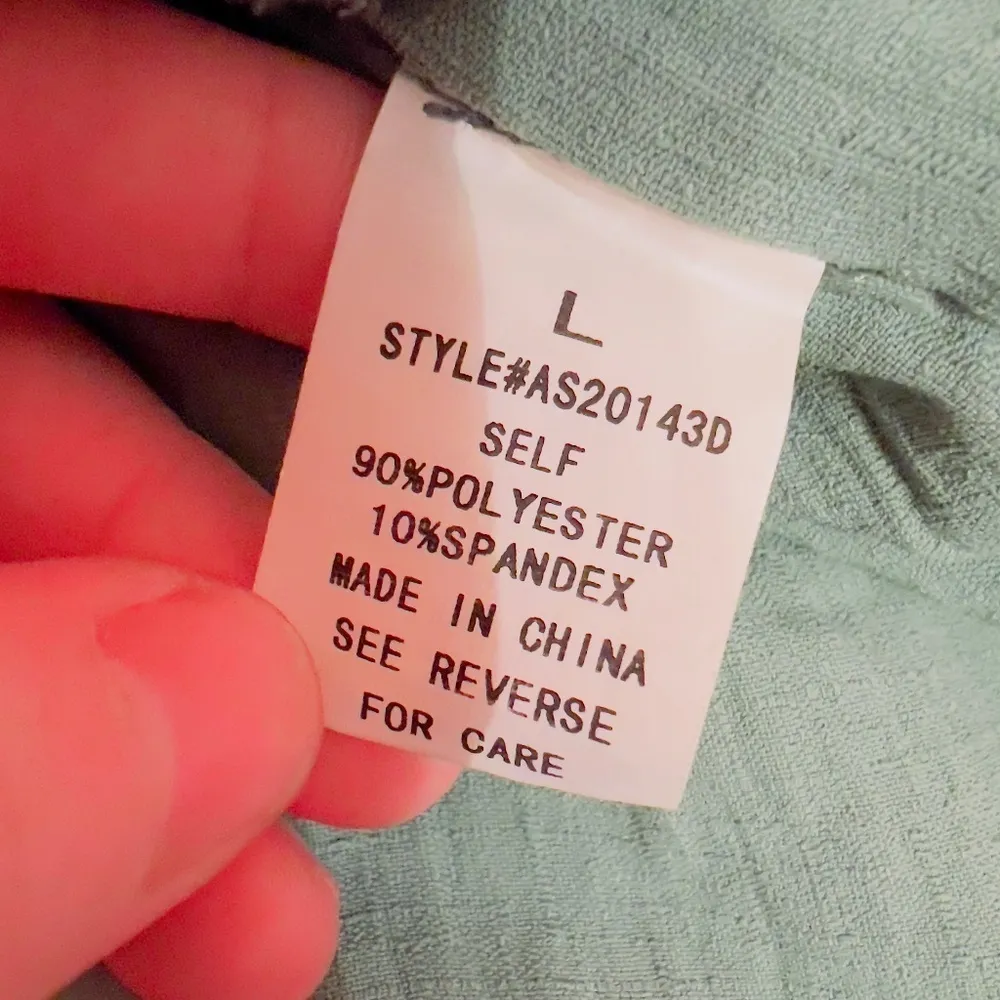 L
STYLE#AS20143D
SELF
90%POLYESTER
10%SPANDEX
MADE IN CHINA
SEE REVERSE
FOR CARE